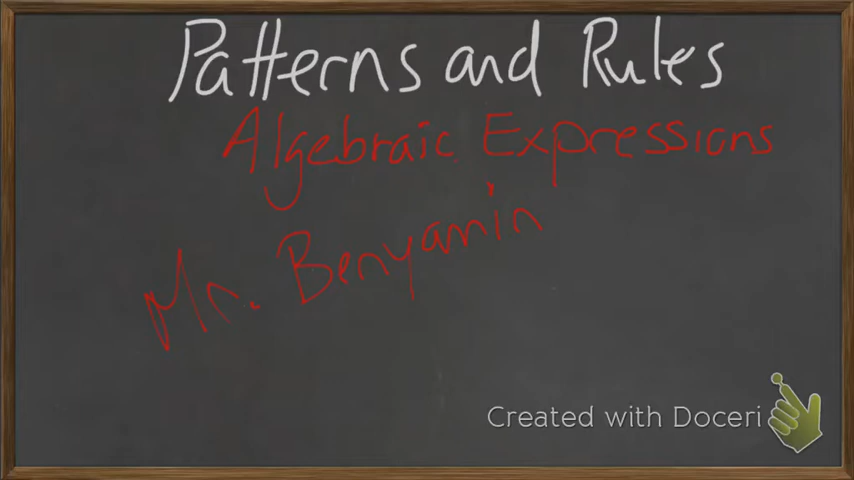 Patterns and Rules
Algebraic Expressions
Mr. Benyamin
Created with Doceri